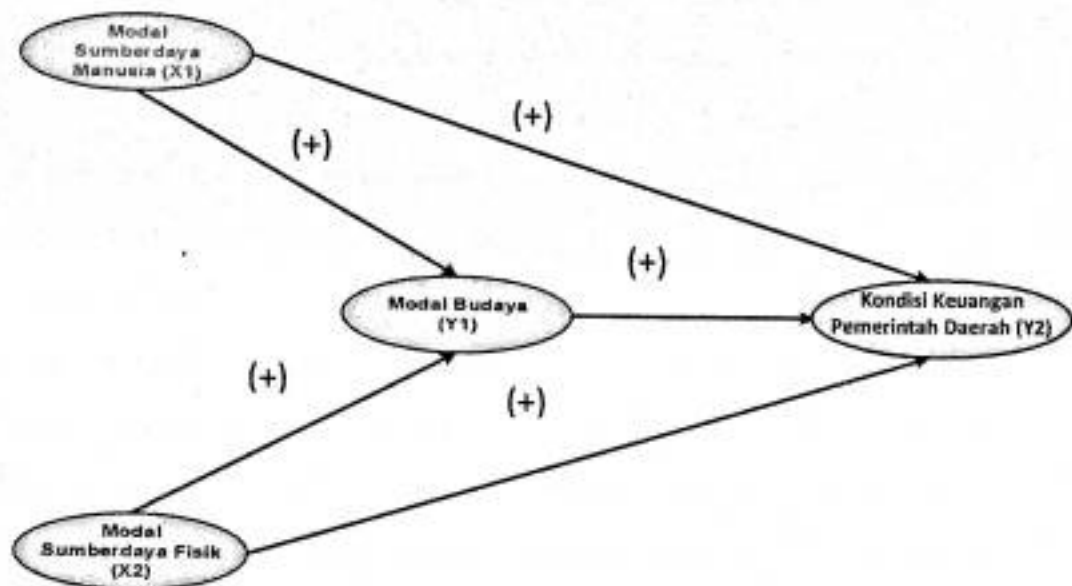 Modal
Sumberdaya
Manusia (X1)
(+)
(+)
(+)
Modal Budaya
(Y1)
Kondisi Keuangan
Pemerintah Daerah (Y2)
(+)
(+)
Modal
Sumberdaya Fisik
(X2)